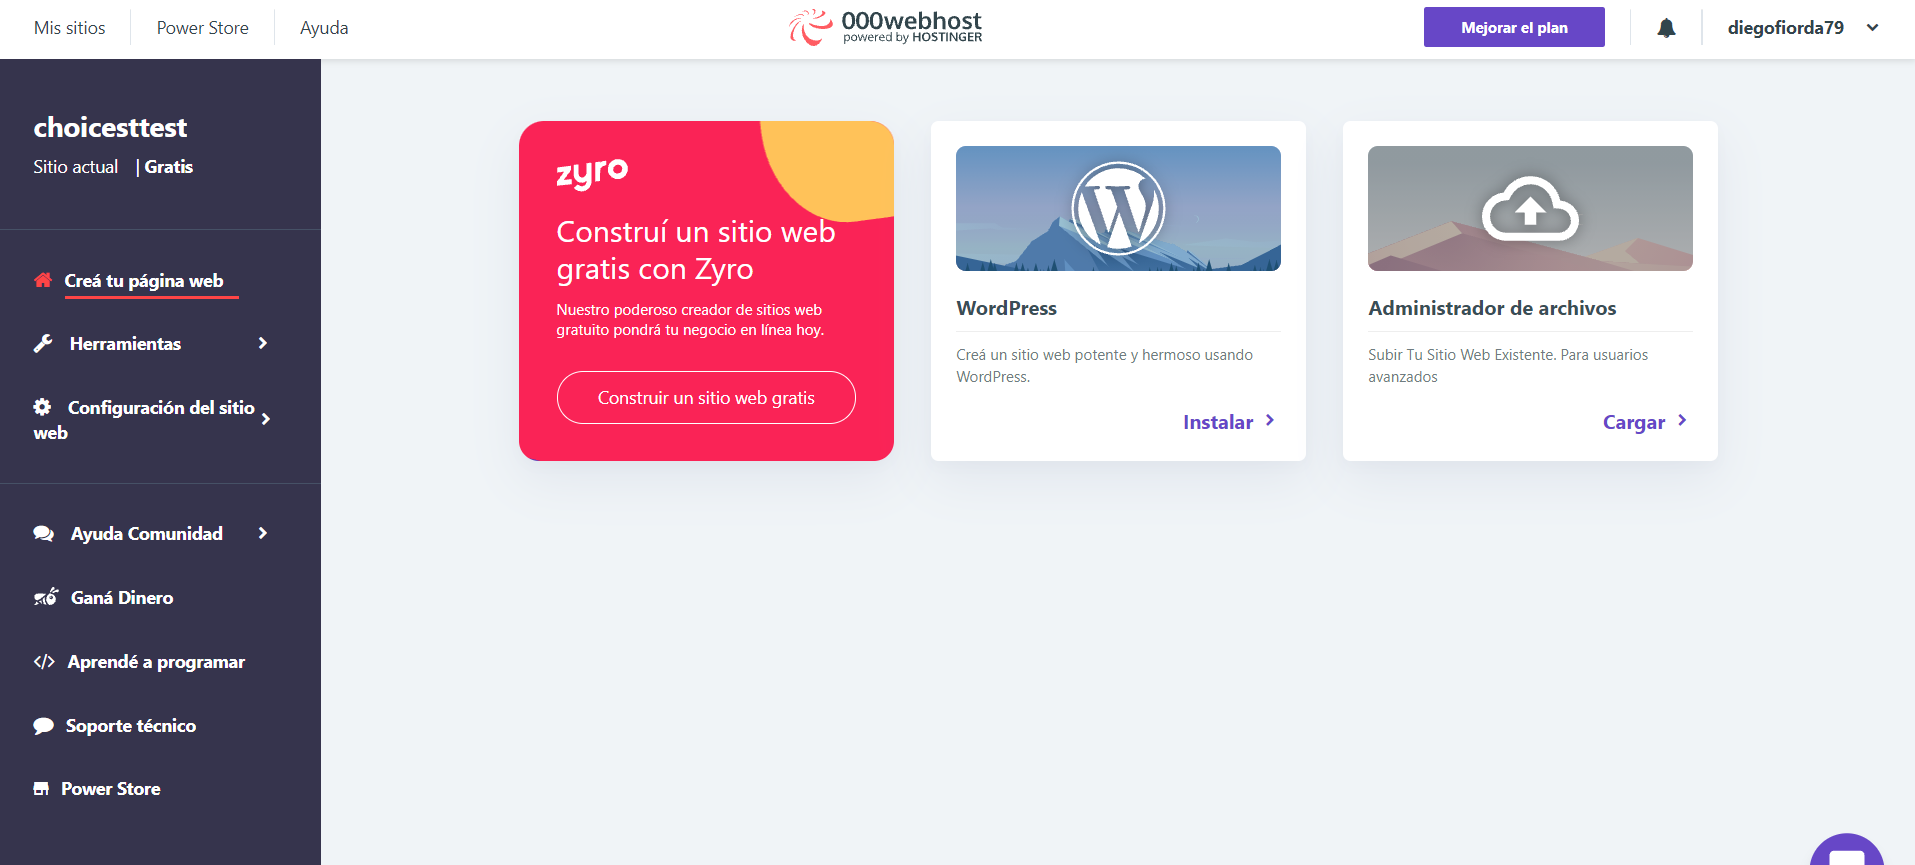 Mis sitios
Power Store
Ayuda
000webhost
powered by HOSTINGER
Mejorar el plan
diegofiorda79
choicesttest
Sitio actual | Gratis
Creá tu página web
Herramientas
Configuración del sitio
web
Ayuda Comunidad
Ganá Dinero
</> Aprendé a programar
Soporte técnico
Power Store
zyro
Construí un sitio web
gratis con Zyro
Nuestro poderoso creador de sitios web
gratuito pondrá tu negocio en línea hoy.
Construir un sitio web gratis
WordPress
Creá un sitio web potente y hermoso usando
WordPress.
Instalar
Administrador de archivos
Subir Tu Sitio Web Existente. Para usuarios
avanzados
Cargar